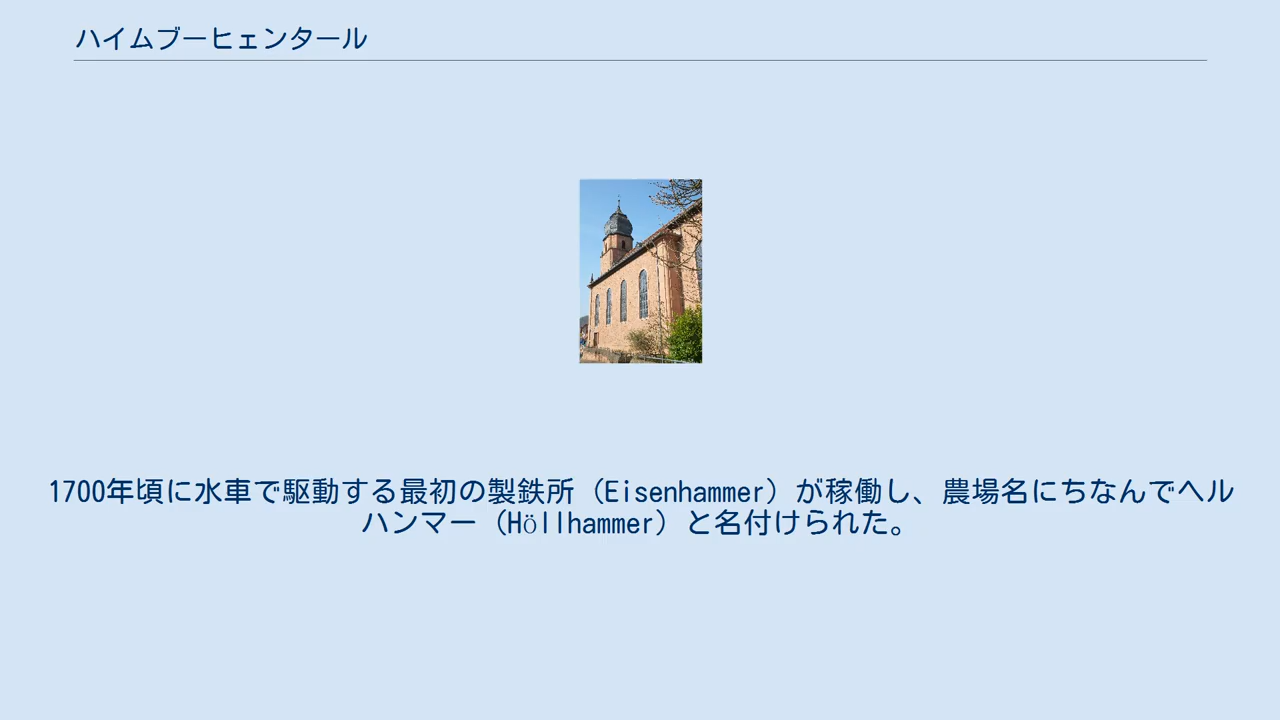 ハイムブーヒェンタール
1700年頃に水車で駆動する最初の製鉄所（Eisenhammer）が稼働し、農場名にちなんでヘル
ハンマー（Höllhammer）と名付けられた。